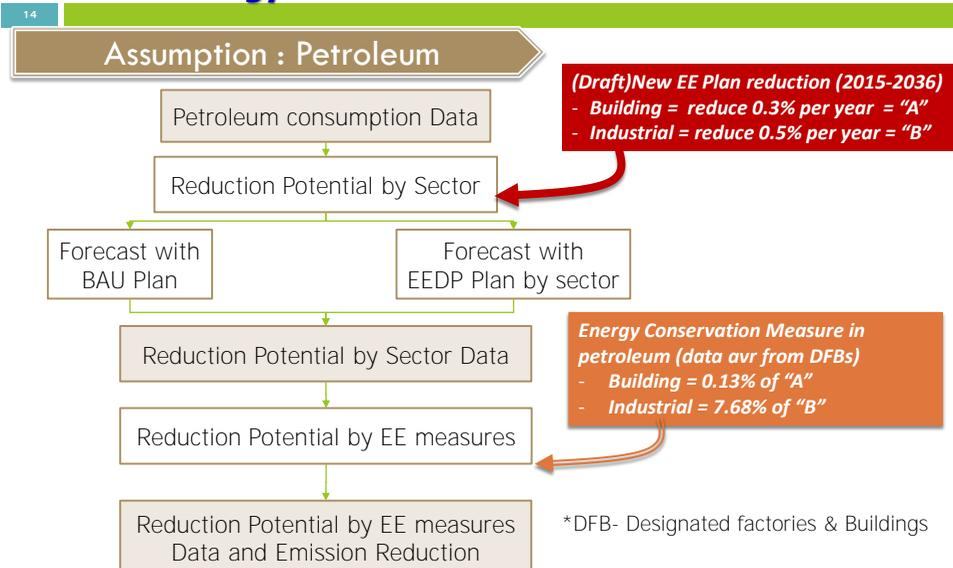 14
Assumption : Petroleum
(Draft)New EE Plan reduction (2015-2036)
- Building = reduce 0.3% per year = “A”
- Industrial = reduce 0.5% per year = “B”
Petroleum consumption Data
Reduction Potential by Sector
Forecast with
BAU Plan
Forecast with
EEDP Plan by sector
Reduction Potential by Sector Data
Energy Conservation Measure in
petroleum (data avr from DFBs)
- Building = 0.13% of “A”
- Industrial = 7.68% of “B”
Reduction Potential by EE measures
Reduction Potential by EE measures
Data and Emission Reduction
*DFB- Designated factories & Buildings